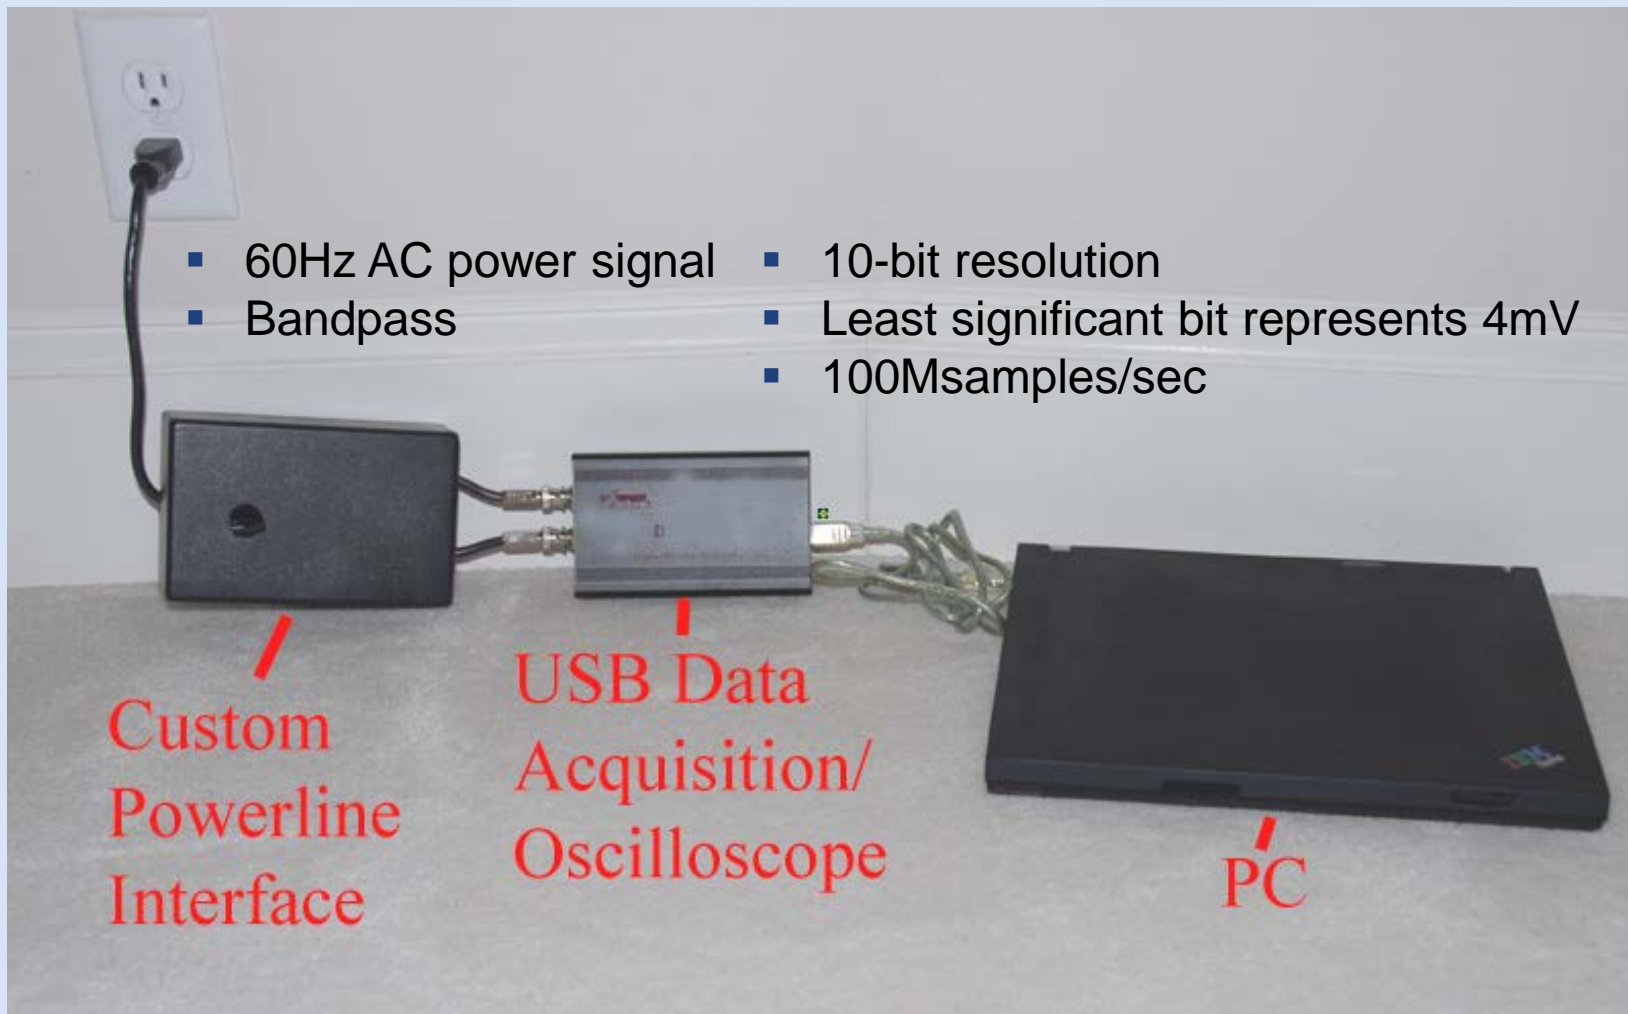 60Hz AC power signal
Bandpass
10-bit resolution
Least significant bit represents 4mV
100Msamples/sec
Custom
Powerline
Interface
USB Data
Acquisition/
Oscilloscope
PC